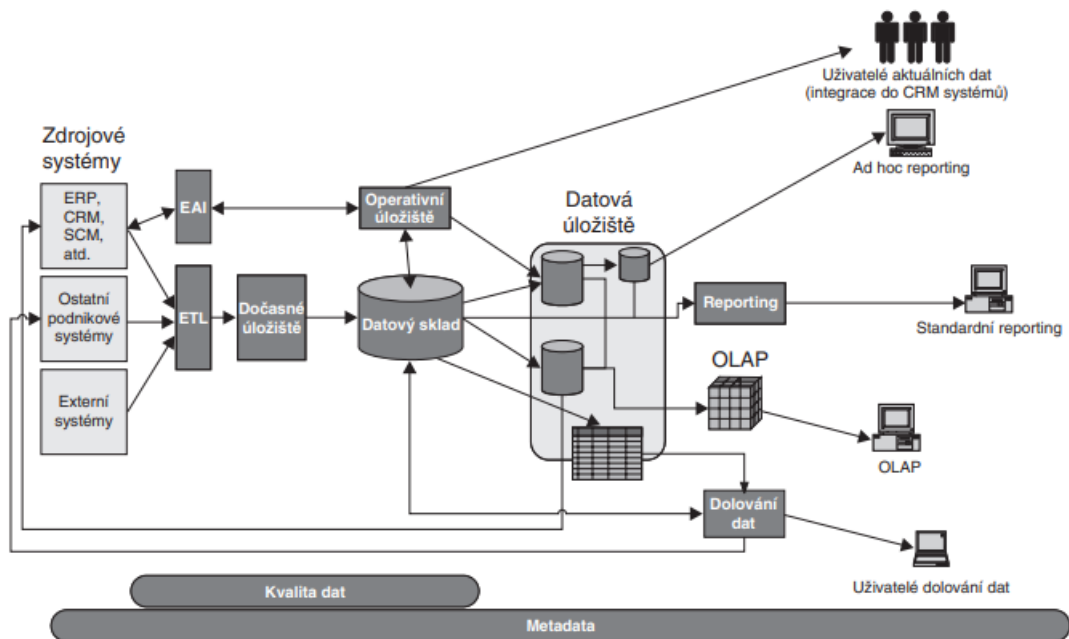 Uživatelé aktuálních dat
(integrace do CRM systémů)
Ad hoc reporting
Zdrojové
systémy
ERP,
CRM,
SCM,
atd.
EAI
Operativní
úložiště
Datová
úložiště
Ostatní
podnikové
systémy
ETL
Dočasné
úložiště
Datový sklad
Reporting
Standardní reporting
Externí
systémy
OLAP
OLAP
Dolování
dat
Uživatelé dolování dat
Kvalita dat
Metadata